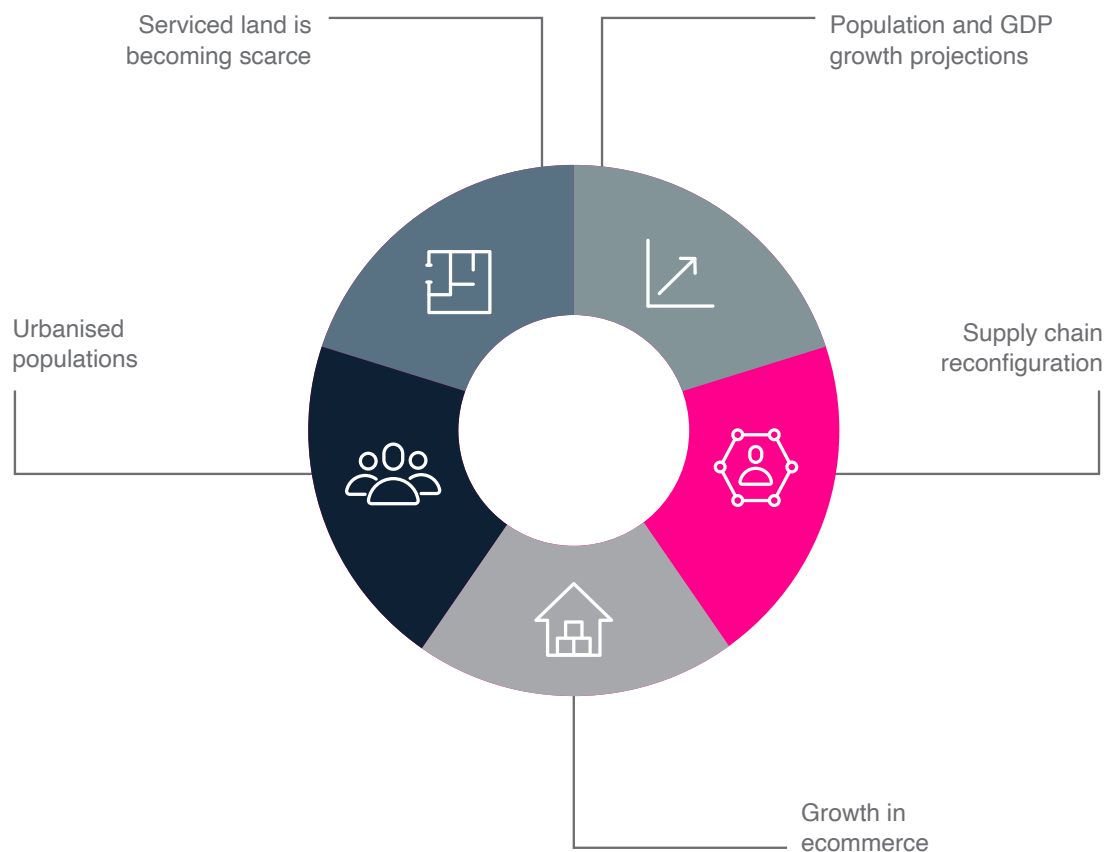 Serviced land is
becoming scarce
Population and GDP
growth projections
Urbanised
populations
Supply chain
reconfiguration
Growth in
ecommerce